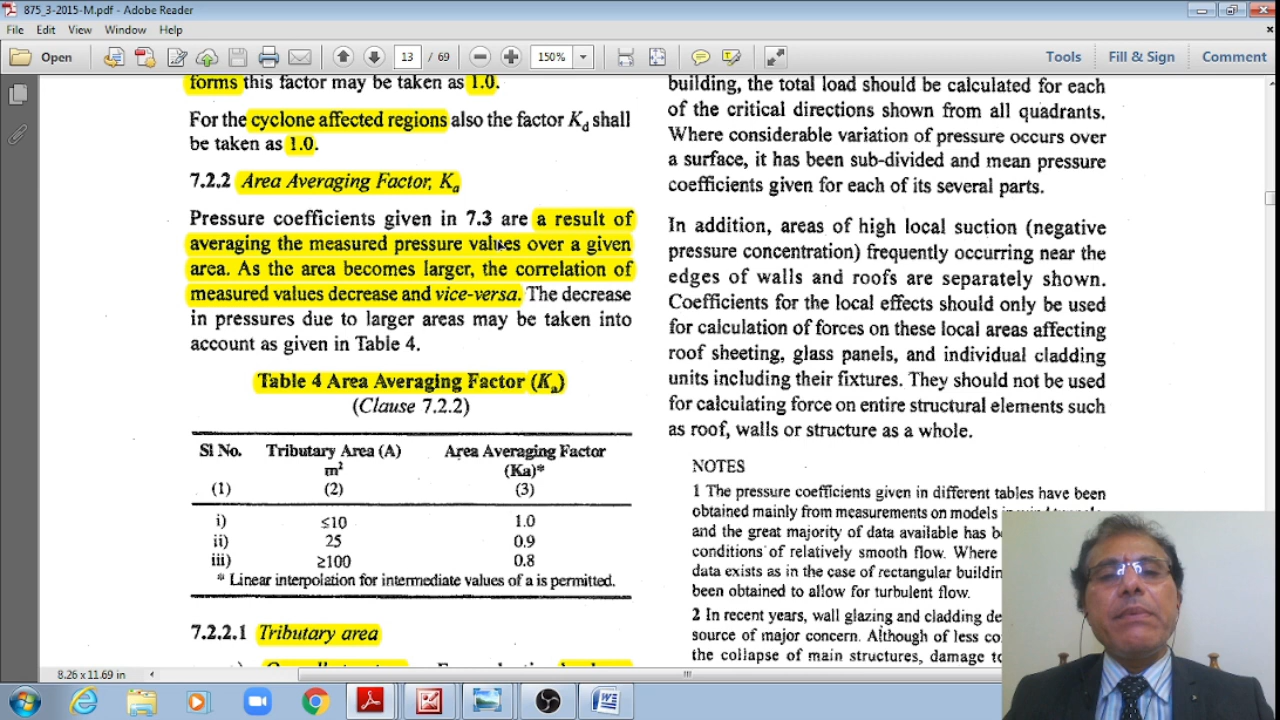 875_3-2015-M.pdf - Adobe Reader
File Edit View Window Help
Open 13 / 69 150% Tools Fill & Sign Comment
forms this factor may be taken as 1.0.
For the cyclone affected regions also the factor Kd shall
be taken as 1.0.
7.2.2 Area Averaging Factor, Ka
Pressure coefficients given in 7.3 are a result of
averaging the measured pressure values over a given
area. As the area becomes larger, the correlation of
measured values decrease and vice-versa. The decrease
in pressures due to larger areas may be taken into
account as given in Table 4.
Table 4 Area Averaging Factor (Ka)
(Clause 7.2.2)
Sl No. Tributary Area (A) Area Averaging Factor
m² (Ka)*
(1) (2) (3)
i) ≤10 1.0
ii) 25 0.9
iii) ≥100 0.8
* Linear interpolation for intermediate values of a is permitted.
7.2.2.1 Tributary area
building, the total load should be calculated for each
of the critical directions shown from all quadrants.
Where considerable variation of pressure occurs over
a surface, it has been sub-divided and mean pressure
coefficients given for each of its several parts.
In addition, areas of high local suction (negative
pressure concentration) frequently occurring near the
edges of walls and roofs are separately shown.
Coefficients for the local effects should only be used
for calculation of forces on these local areas affecting
roof sheeting, glass panels, and individual cladding
units including their fixtures. They should not be used
for calculating force on entire structural elements such
as roof, walls or structure as a whole.
NOTES
1 The pressure coefficients given in different tables have been
obtained mainly from measurements on models
and the great majority of data available has
conditions of relatively smooth flow. Where
data exists as in the case of rectangular
been obtained to allow for turbulent flow.
2 In recent years, wall glazing and cladding
source of major concern. Although of less
the collapse of main structures, damage
8.26 x 11.69 in